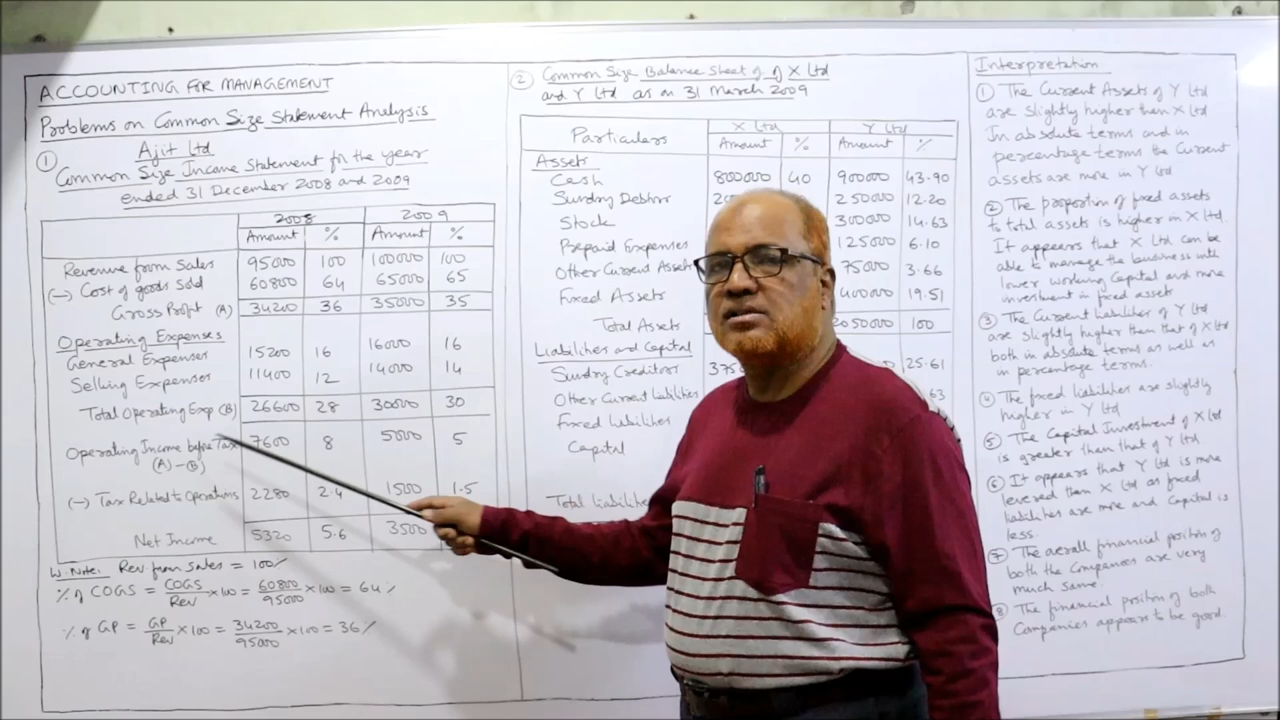 ACCOUNTING FOR MANAGEMENT
Problems on Common Size Statement Analysis
① Ajit Ltd
Common Size Income Statement for the year
ended 31 December 2008 and 2009
2008 2009
Amount % Amount %
Revenue from Sales 95000 100 100000 100
(-) Cost of goods Sold 60800 64 65000 65
Gross Profit (A) 34200 36 35000 35
Operating Expenses
General Expenses 15200 16 16000 16
Selling Expenses 11400 12 14000 14
Total Operating Exp (B) 26600 28 30000 30
Operating Income before Tax 7600 8 5000 5
(A) - (B)
(-) Tax Related to Operations 2280 2.4 1500 1.5
Net Income 5320 5.6 3500
W. Note: Rev from Sales = 100%
% of COGS = COGS/Rev × 100 = 60800/95000 × 100 = 64%
% of GP = GP/Rev × 100 = 34200/95000 × 100 = 36%
② Common Size Balance Sheet of of X Ltd
and Y Ltd as on 31 March 2009
Particulars X Ltd Y Ltd
Amount % Amount %
Assets
Cash 800000 40 900000 43.90
Sundry Debtors 20 250000 12.20
Stock 300000 14.63
Prepaid Expenses 125000 6.10
Other Current Assets 75000 3.66
Fixed Assets 400000 19.51
Total Assets 2050000 100
Liabilities and Capital
Sundry Creditors 375 25.61
Other Current Liabilities 63
Fixed Liabilities
Capital
Total Liabilities
Interpretation
① The Current Assets of Y Ltd
are Slightly higher than X Ltd
In absolute terms and in
percentage terms the Current
assets are more in Y Ltd
② The proportion of fixed assets
to total assets is higher in X Ltd.
It appears that X Ltd can be
able to manage the business with
lower working Capital and more
investment in fixed assets
③ The Current Liabilities of Y Ltd
are slightly higher than that of X Ltd
both in absolute terms as well as
in percentage terms.
④ The fixed liabilities are slightly
higher in Y Ltd
⑤ The Capital Investment of X Ltd
is greater than that of Y Ltd
⑥ It appears that Y Ltd is more
levered than X Ltd as fixed
liabilities are more and Capital is
less.
⑦ The overall financial position of
both the Companies are very
much same.
⑧ The financial position of both
Companies appears to be good.